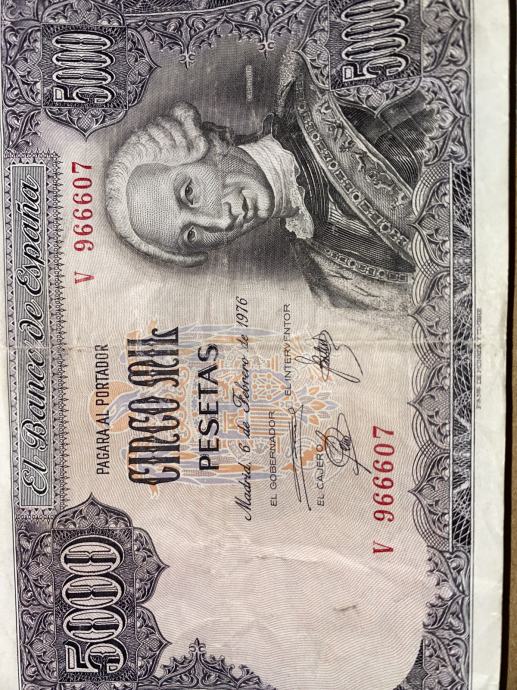 5000
5000
5000
El Banco de España
V 966607
PAGARÁ AL PORTADOR
CINCO MIL
PESETAS
Madrid, 6 de Febrero de 1976
EL GOBERNADOR
EL INTERVENTOR
EL CAJERO
V 966607